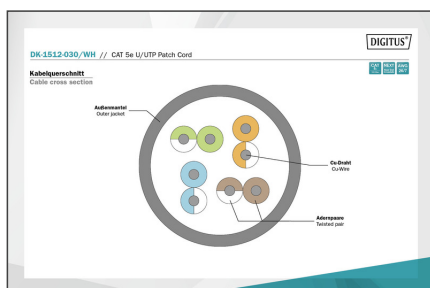 DIGITUS®
DK-1512-030/WH // CAT 5e U/UTP Patch Cord
Kabelquerschnitt
Cable cross section
Außenmantel
Outer jacket
Cu-Draht
Cu-Wire
Aderspaare
Twisted pair